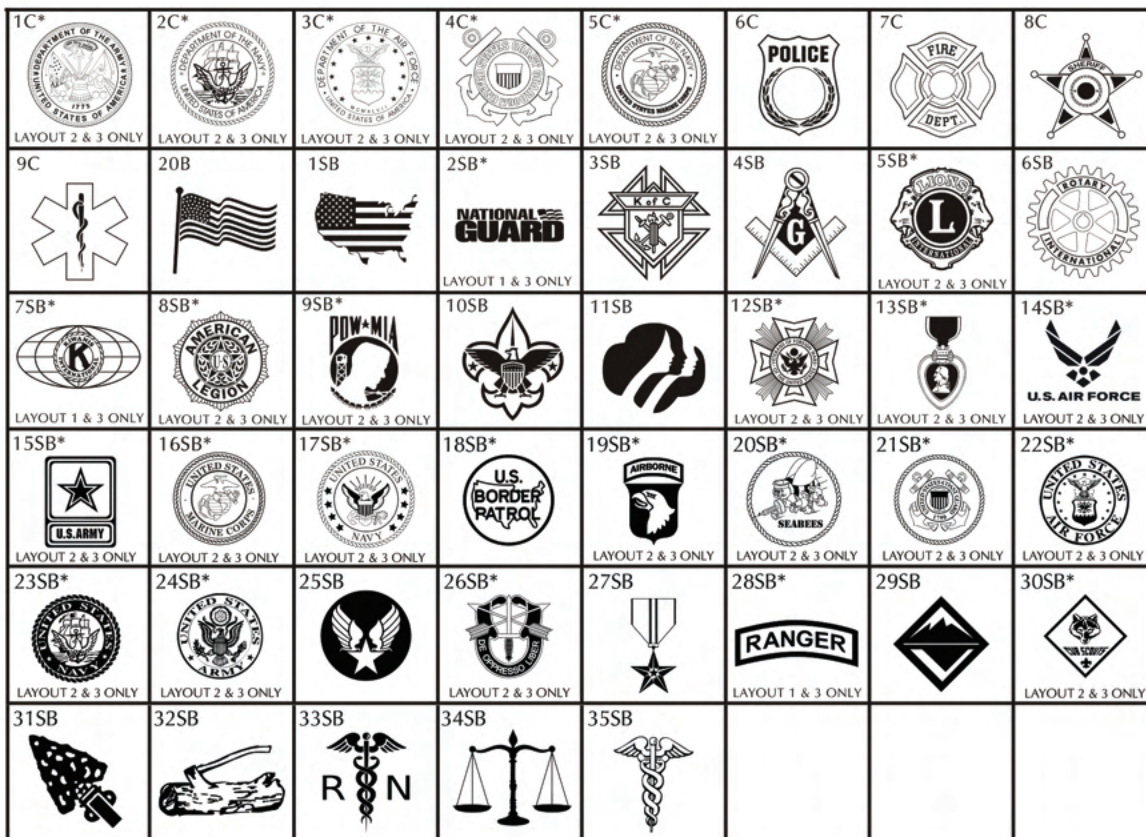 1C*
DEPARTMENT OF THE ARMY
UNITED STATES OF AMERICA
1775
LAYOUT 2 & 3 ONLY
2C*
DEPARTMENT OF THE NAVY
UNITED STATES OF AMERICA
LAYOUT 2 & 3 ONLY
3C*
DEPARTMENT OF THE AIR FORCE
MCMXLVII
UNITED STATES OF AMERICA
LAYOUT 2 & 3 ONLY
4C*
LAYOUT 2 & 3 ONLY
5C*
DEPARTMENT OF THE NAVY
UNITED STATES MARINE CORPS
LAYOUT 2 & 3 ONLY
6C
POLICE
7C
FIRE
DEPT.
8C
SHERIFF
9C
20B
1SB
2SB*
NATIONAL
GUARD
LAYOUT 1 & 3 ONLY
3SB
K of C
4SB
G
5SB*
LIONS
L
INTERNATIONAL
LAYOUT 2 & 3 ONLY
6SB
ROTARY
INTERNATIONAL
7SB*
KIWANIS
K
INTERNATIONAL
LAYOUT 1 & 3 ONLY
8SB*
AMERICAN
U.S
LEGION
LAYOUT 2 & 3 ONLY
9SB*
POW★MIA
LAYOUT 2 & 3 ONLY
10SB
11SB
12SB*
LAYOUT 2 & 3 ONLY
13SB*
LAYOUT 2 & 3 ONLY
14SB*
U.S. AIR FORCE
LAYOUT 2 & 3 ONLY
15SB*
U.S. ARMY
LAYOUT 2 & 3 ONLY
16SB*
UNITED STATES
MARINE CORPS
LAYOUT 2 & 3 ONLY
17SB*
UNITED STATES
NAVY
LAYOUT 2 & 3 ONLY
18SB*
U.S.
BORDER
PATROL
LAYOUT 2 & 3 ONLY
19SB*
AIRBORNE
LAYOUT 2 & 3 ONLY
20SB*
SEABEES
LAYOUT 2 & 3 ONLY
21SB*
1790
LAYOUT 2 & 3 ONLY
22SB*
UNITED STATES
AIR FORCE
LAYOUT 2 & 3 ONLY
23SB*
UNITED STATES
NAVY
LAYOUT 2 & 3 ONLY
24SB*
UNITED STATES
ARMY
LAYOUT 2 & 3 ONLY
25SB
26SB*
DE OPPRESSO LIBER
LAYOUT 2 & 3 ONLY
27SB
28SB*
RANGER
LAYOUT 1 & 3 ONLY
29SB
30SB*
CUB SCOUTS
LAYOUT 2 & 3 ONLY
31SB
32SB
33SB
R N
34SB
35SB